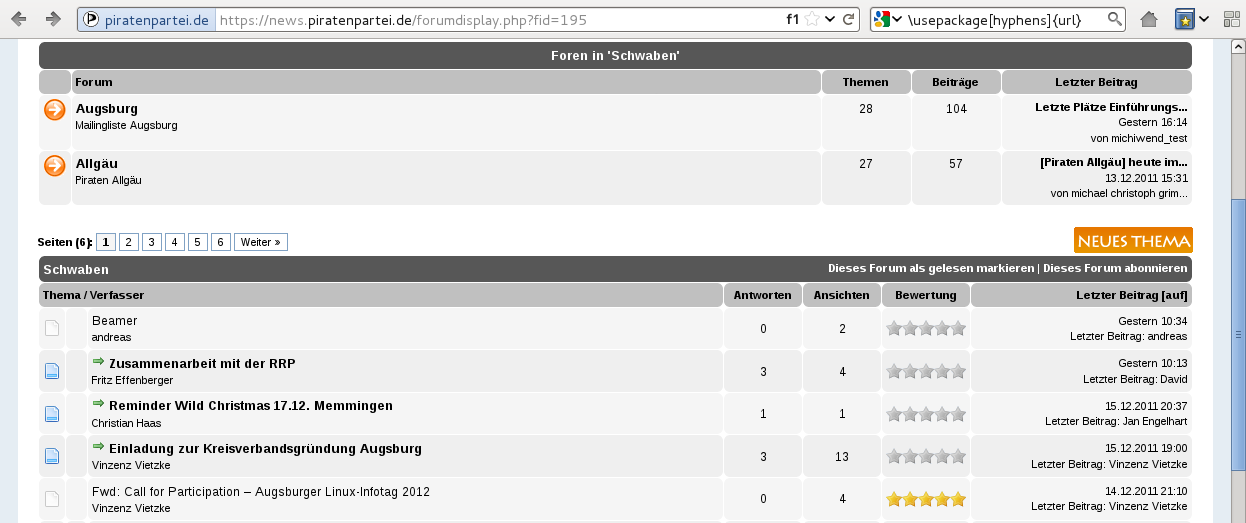 piratenpartei.de https://news.piratenpartei.de/forumdisplay.php?fid=195 f1 \usepackage[hyphens]{url}
Foren in 'Schwaben'
Forum Themen Beiträge Letzter Beitrag
Augsburg 28 104 Letzte Plätze Einführungs...
Mailingliste Augsburg Gestern 16:14
von michiwend_test
Allgäu 27 57 [Piraten Allgäu] heute im...
Piraten Allgäu 13.12.2011 15:31
von michael christoph grim...
Seiten (6): 1 2 3 4 5 6 Weiter » NEUES THEMA
Schwaben Dieses Forum als gelesen markieren | Dieses Forum abonnieren
Thema / Verfasser Antworten Ansichten Bewertung Letzter Beitrag [auf]
Beamer 0 2 Gestern 10:34
andreas Letzter Beitrag: andreas
Zusammenarbeit mit der RRP 3 4 Gestern 10:13
Fritz Effenberger Letzter Beitrag: David
Reminder Wild Christmas 17.12. Memmingen 1 1 15.12.2011 20:37
Christian Haas Letzter Beitrag: Jan Engelhart
Einladung zur Kreisverbandsgründung Augsburg 3 13 15.12.2011 19:00
Vinzenz Vietzke Letzter Beitrag: Vinzenz Vietzke
Fwd: Call for Participation – Augsburger Linux-Infotag 2012 0 4 14.12.2011 21:10
Vinzenz Vietzke Letzter Beitrag: Vinzenz Vietzke